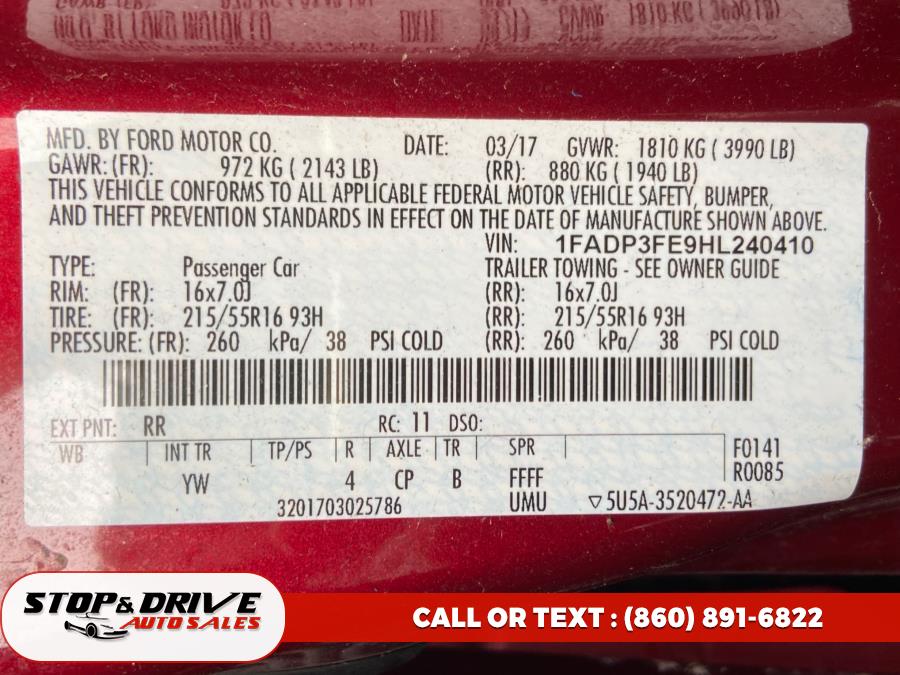 MFD. BY FORD MOTOR CO. DATE: 03/17 GVWR: 1810 KG ( 3990 LB)
GAWR: (FR): 972 KG ( 2143 LB) (RR): 880 KG ( 1940 LB)
THIS VEHICLE CONFORMS TO ALL APPLICABLE FEDERAL MOTOR VEHICLE SAFETY, BUMPER,
AND THEFT PREVENTION STANDARDS IN EFFECT ON THE DATE OF MANUFACTURE SHOWN ABOVE.
VIN: 1FADP3FE9HL240410
TYPE: Passenger Car TRAILER TOWING - SEE OWNER GUIDE
RIM: (FR): 16x7.0J (RR): 16x7.0J
TIRE: (FR): 215/55R16 93H (RR): 215/55R16 93H
PRESSURE: (FR): 260 kPa/ 38 PSI COLD (RR): 260 kPa/ 38 PSI COLD
EXT PNT: RR RC: 11 DSO:
WB INT TR TP/PS R AXLE TR SPR F0141
R0085
YW 4 CP B FFFF
3201703025786 UMU ▽5U5A-3520472-AA
STOP & DRIVE
AUTO SALES
CALL OR TEXT : (860) 891-6822